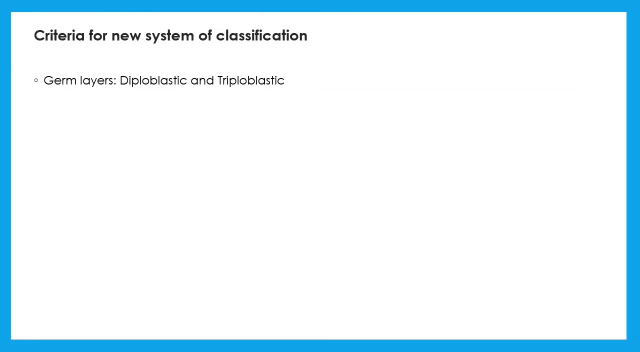 Criteria for new system of classification
◦ Germ layers: Diploblastic and Triploblastic